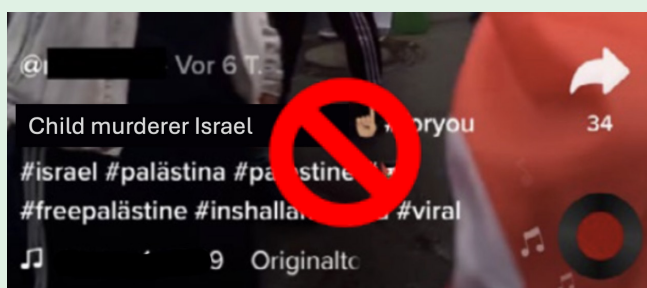 @ Vor 6 T.
Child murderer Israel
34
#israel #palästina
#freepalästine #viral
9 Originalto